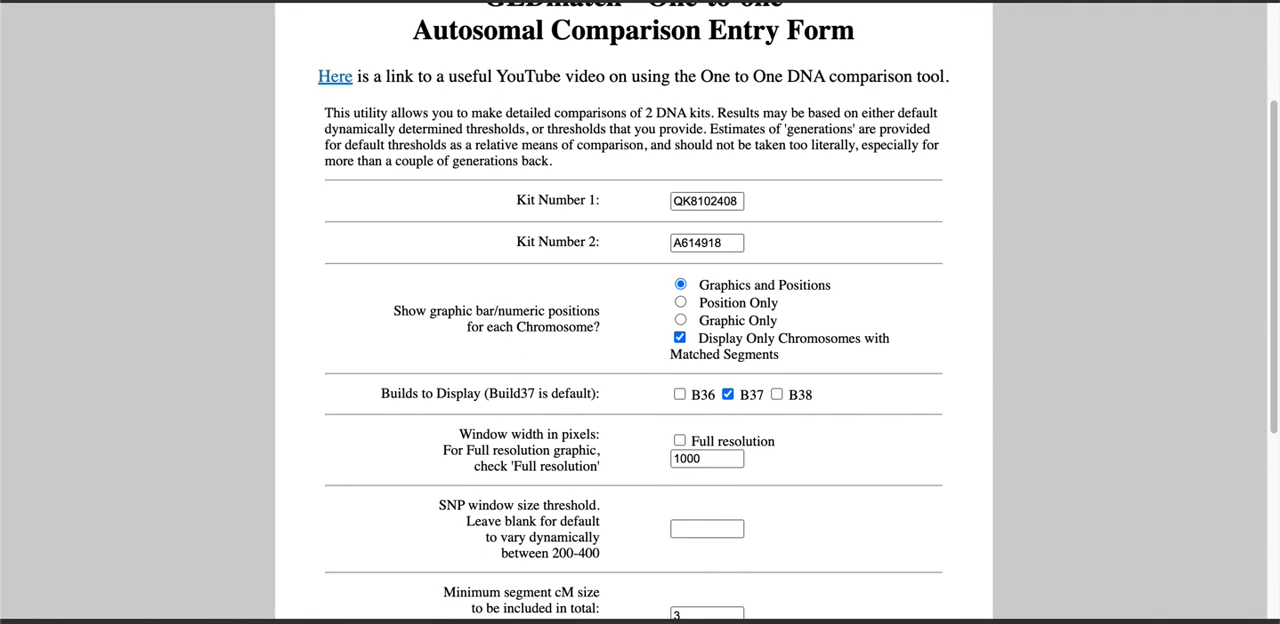 GEDmatch - One-to-one
Autosomal Comparison Entry Form
Here is a link to a useful YouTube video on using the One to One DNA comparison tool.
This utility allows you to make detailed comparisons of 2 DNA kits. Results may be based on either default
dynamically determined thresholds, or thresholds that you provide. Estimates of 'generations' are provided
for default thresholds as a relative means of comparison, and should not be taken too literally, especially for
more than a couple of generations back.
Kit Number 1:
QK8102408
Kit Number 2:
A614918
Show graphic bar/numeric positions
for each Chromosome?
Graphics and Positions
Position Only
Graphic Only
Display Only Chromosomes with
Matched Segments
Builds to Display (Build37 is default):
B36 B37 B38
Window width in pixels:
For Full resolution graphic,
check 'Full resolution'
Full resolution
1000
SNP window size threshold.
Leave blank for default
to vary dynamically
between 200-400
Minimum segment cM size
to be included in total:
3